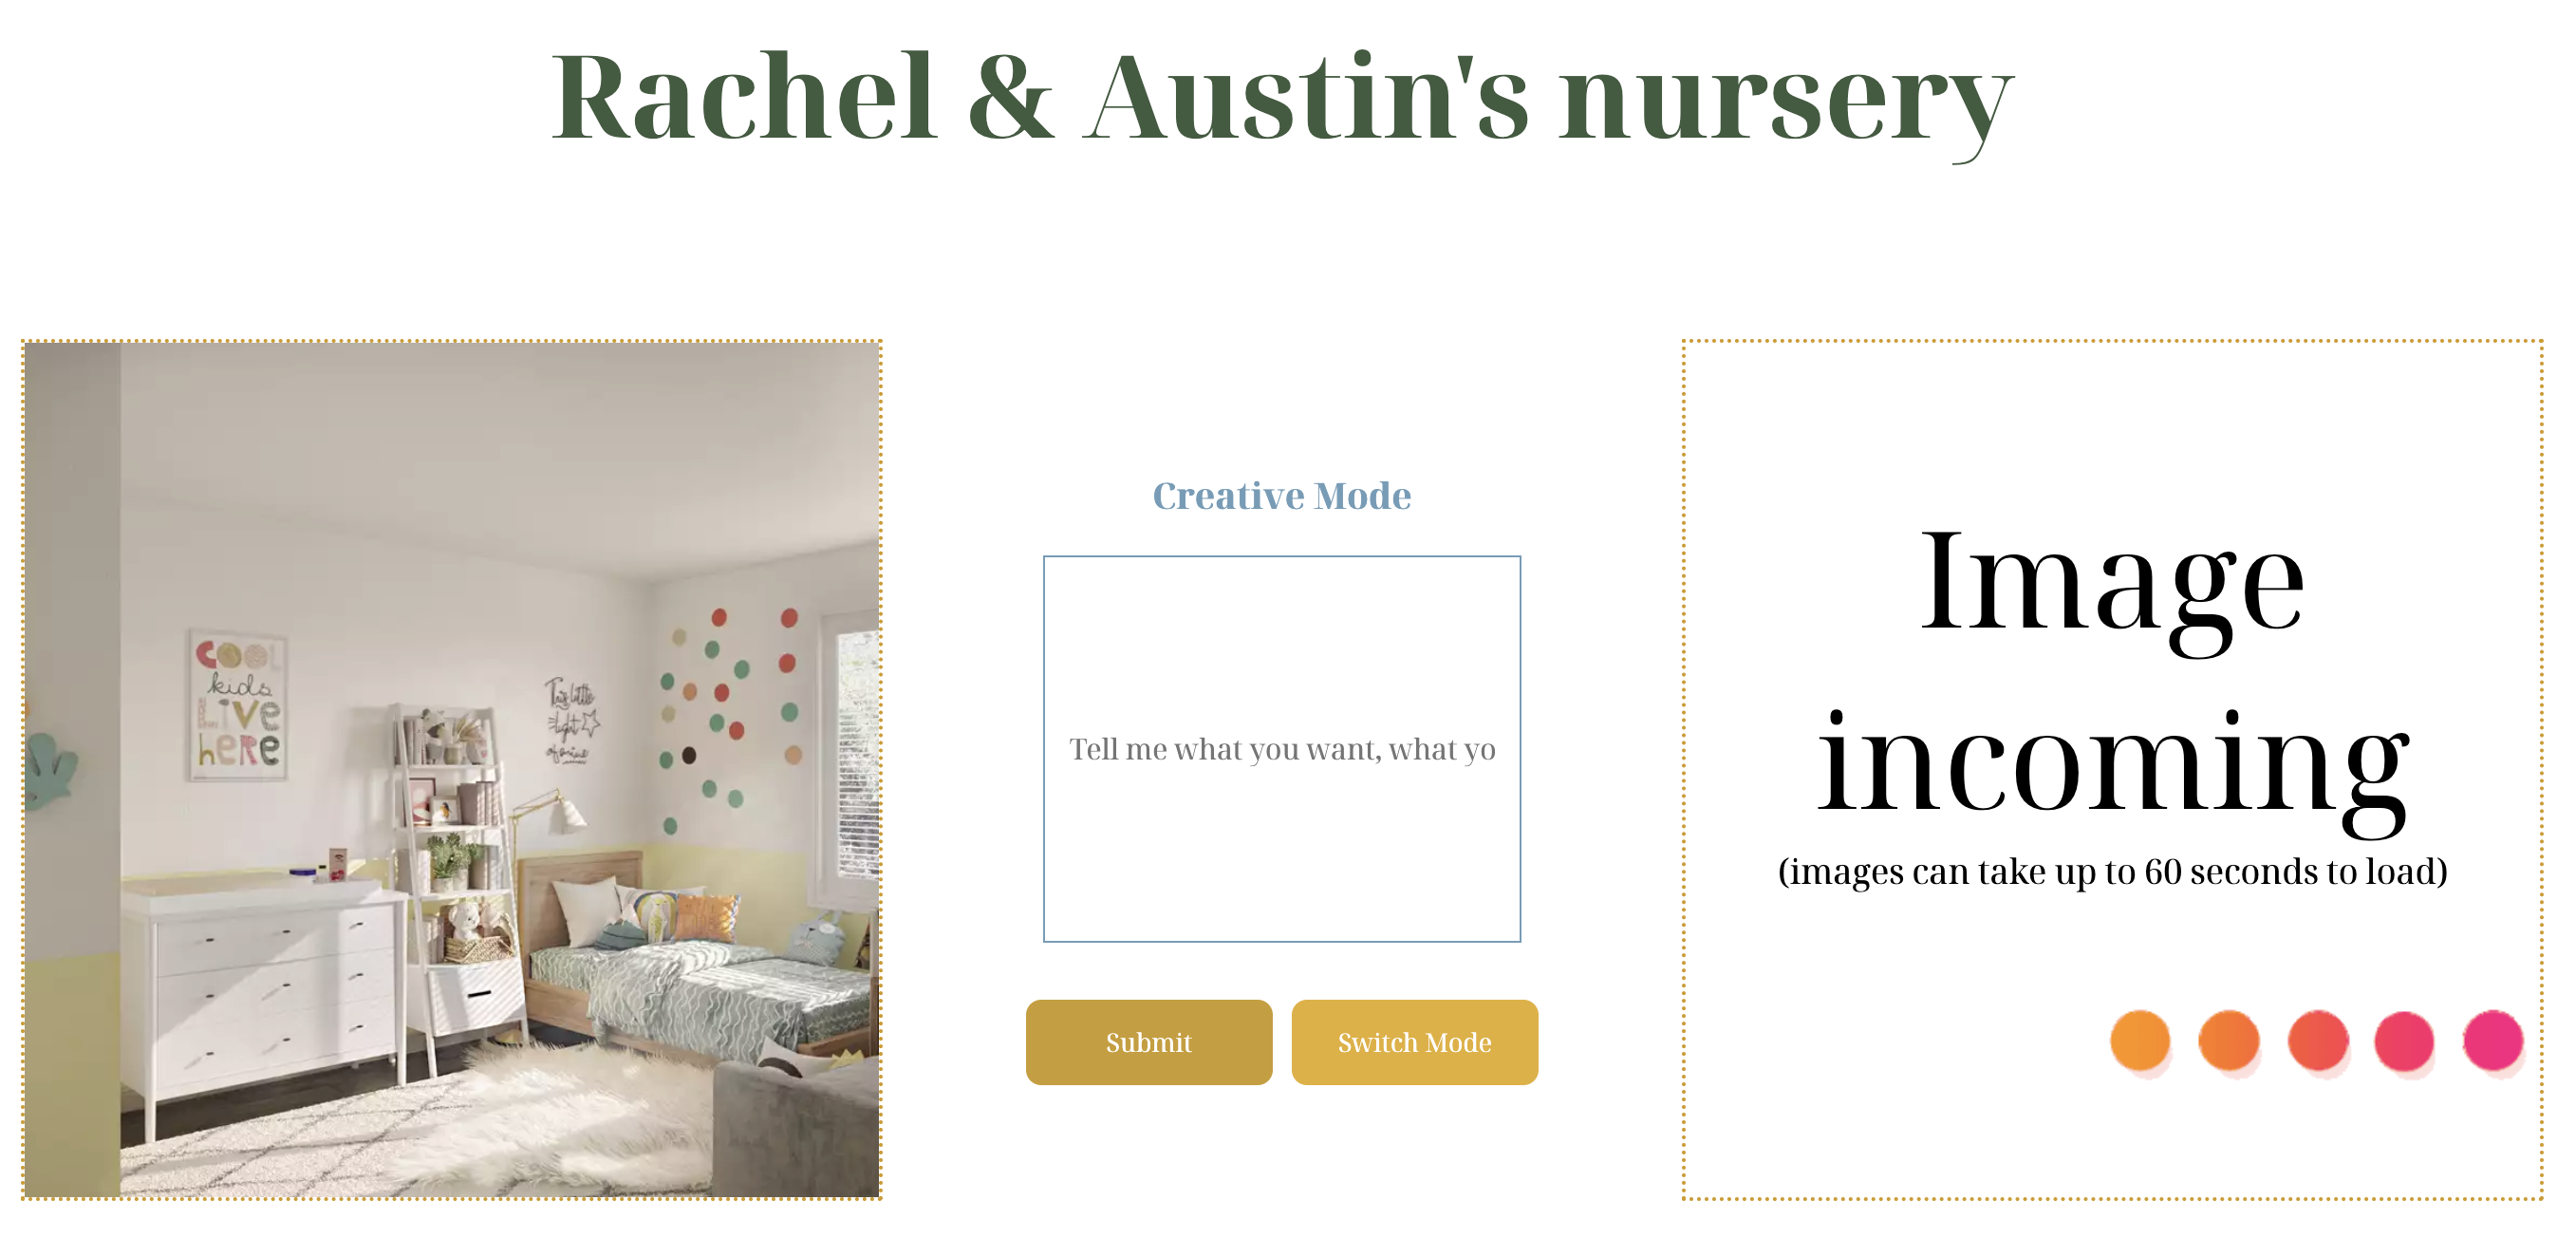 Rachel & Austin's nursery
COOL
kids
LIVE
here
This little
light
of mine
Creative Mode
Tell me what you want, what yo
Submit
Switch Mode
Image
incoming
(images can take up to 60 seconds to load)